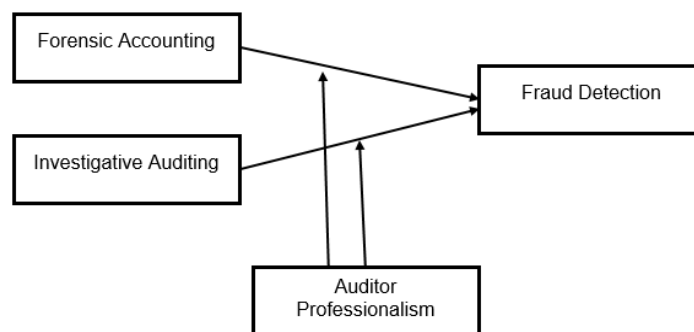 Forensic Accounting
Fraud Detection
Investigative Auditing
Auditor
Professionalism